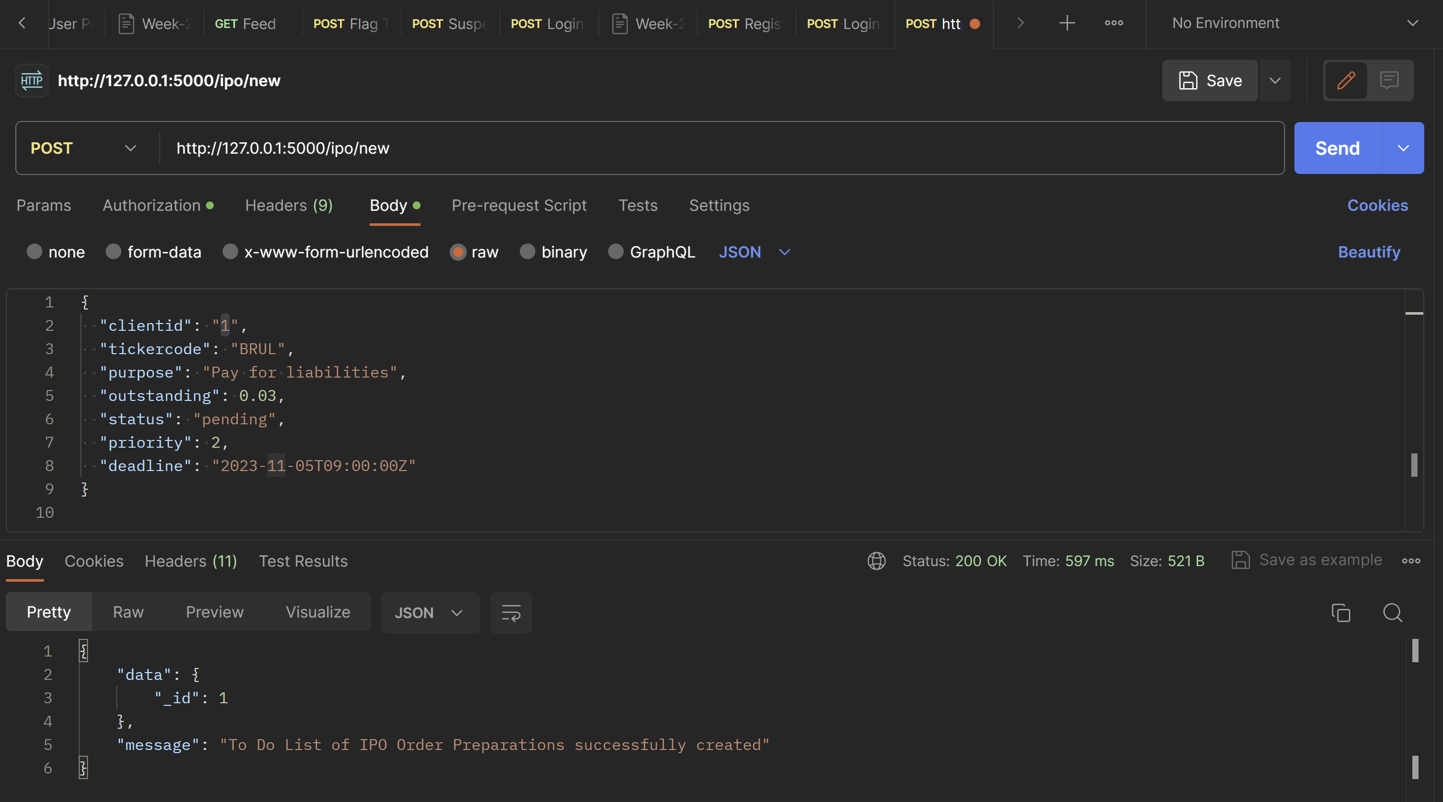 User P
Week-2
GET Feed
POST Flag T
POST Suspe
POST Login
Week-2
POST Regis
POST Login
POST htt
No Environment
HTTP
http://127.0.0.1:5000/ipo/new
Save
POST
http://127.0.0.1:5000/ipo/new
Send
Params
Authorization
Headers (9)
Body
Pre-request Script
Tests
Settings
Cookies
none
form-data
x-www-form-urlencoded
raw
binary
GraphQL
JSON
Beautify
1 {
2 "clientid": "1",
3 "tickercode": "BRUL",
4 "purpose": "Pay for liabilities",
5 "outstanding": 0.03,
6 "status": "pending",
7 "priority": 2,
8 "deadline": "2023-11-05T09:00:00Z"
9 }
10
Body
Cookies
Headers (11)
Test Results
Status: 200 OK
Time: 597 ms
Size: 521 B
Save as example
Pretty
Raw
Preview
Visualize
JSON
1 {
2 "data": {
3 "_id": 1
4 },
5 "message": "To Do List of IPO Order Preparations successfully created"
6 }